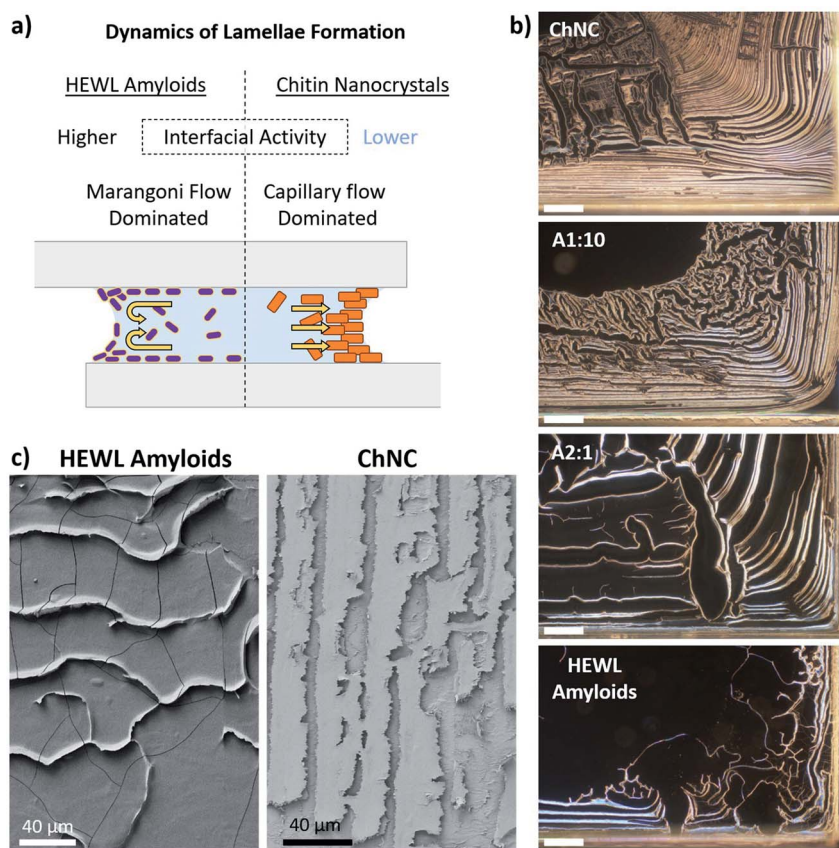 a)
Dynamics of Lamellae Formation
HEWL Amyloids
Chitin Nanocrystals
Higher
Interfacial Activity
Lower
Marangoni Flow
Dominated
Capillary flow
Dominated
b)
ChNC
A1:10
A2:1
HEWL
Amyloids
c)
HEWL Amyloids
ChNC
40 μm
40 μm